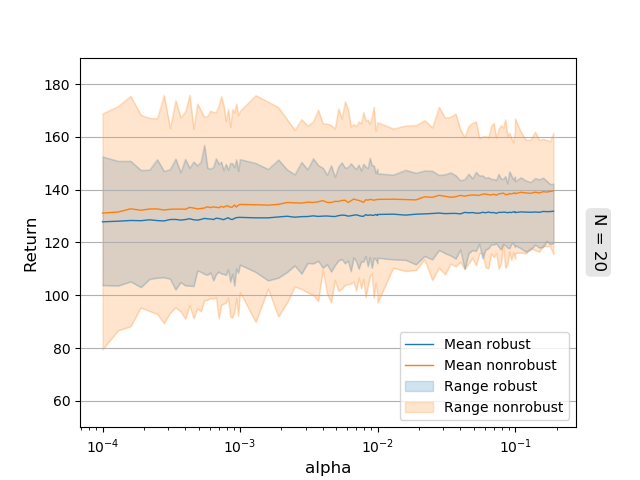 180
160
140
120
100
80
60
Return
10⁻⁴
10⁻³
10⁻²
10⁻¹
alpha
N = 20
Mean robust
Mean nonrobust
Range robust
Range nonrobust